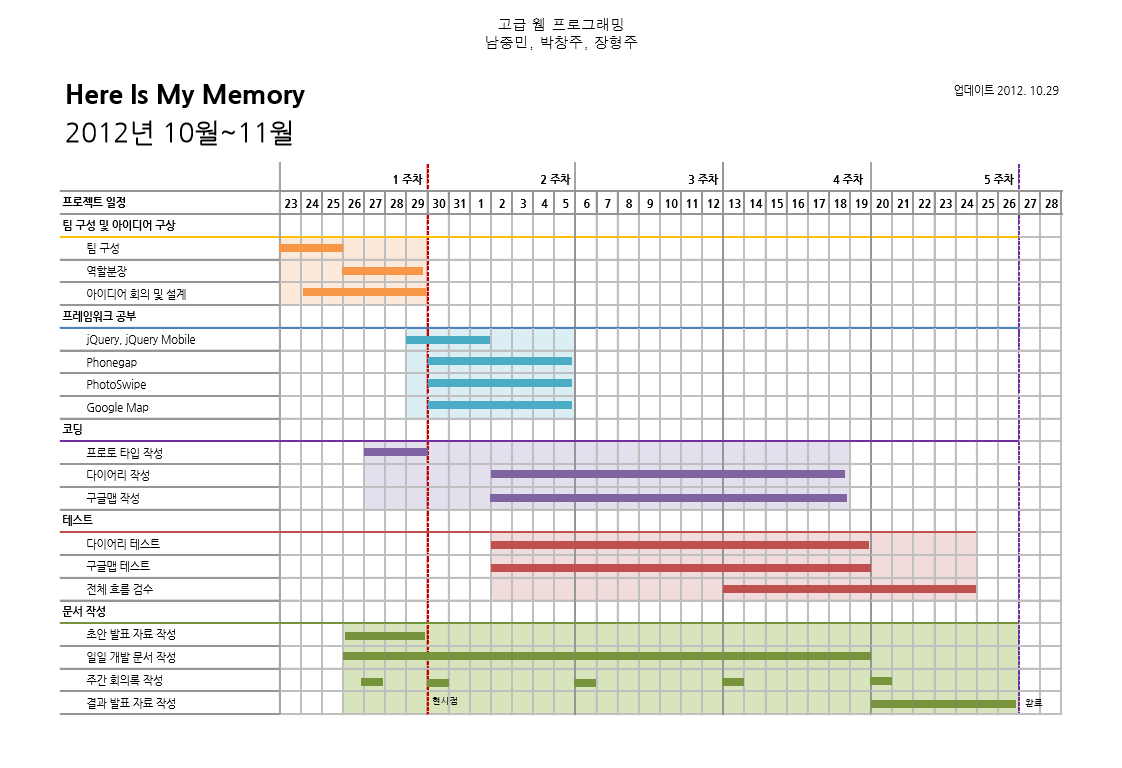 고급 웹 프로그래밍
남중민, 박창주, 장형주
Here Is My Memory
업데이트 2012. 10.29
2012년 10월~11월
1 주차 2 주차 3 주차 4 주차 5 주차
프로젝트 일정 23 24 25 26 27 28 29 30 31 1 2 3 4 5 6 7 8 9 10 11 12 13 14 15 16 17 18 19 20 21 22 23 24 25 26 27 28
팀 구성 및 아이디어 구상
팀 구성
역할분장
아이디어 회의 및 설계
프레임워크 공부
jQuery, jQuery Mobile
Phonegap
PhotoSwipe
Google Map
코딩
프로토 타입 작성
다이어리 작성
구글맵 작성
테스트
다이어리 테스트
구글맵 테스트
전체 흐름 검수
문서 작성
초안 발표 자료 작성
일일 개발 문서 작성
주간 회의록 작성
결과 발표 자료 작성 현시점 완료